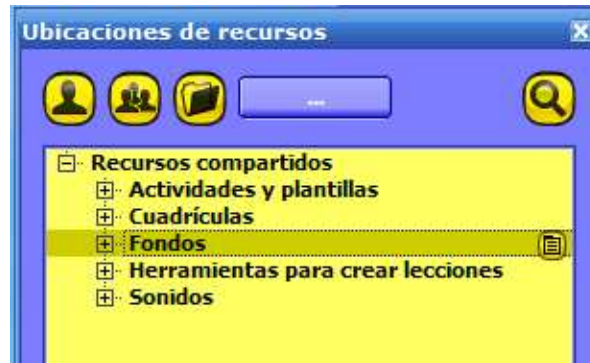 Ubicaciones de recursos
...
Recursos compartidos
Actividades y plantillas
Cuadrículas
Fondos
Herramientas para crear lecciones
Sonidos